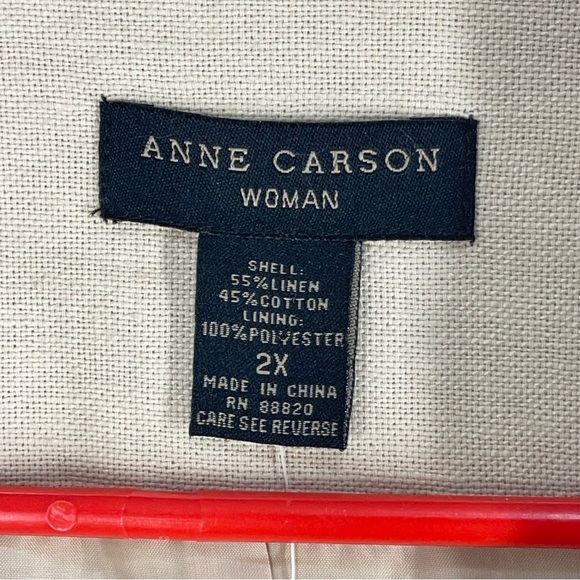 ANNE CARSON
WOMAN
SHELL:
55%LINEN
45%COTTON
LINING:
100%POLYESTER
2X
MADE IN CHINA
RN 88820
CARE SEE REVERSE